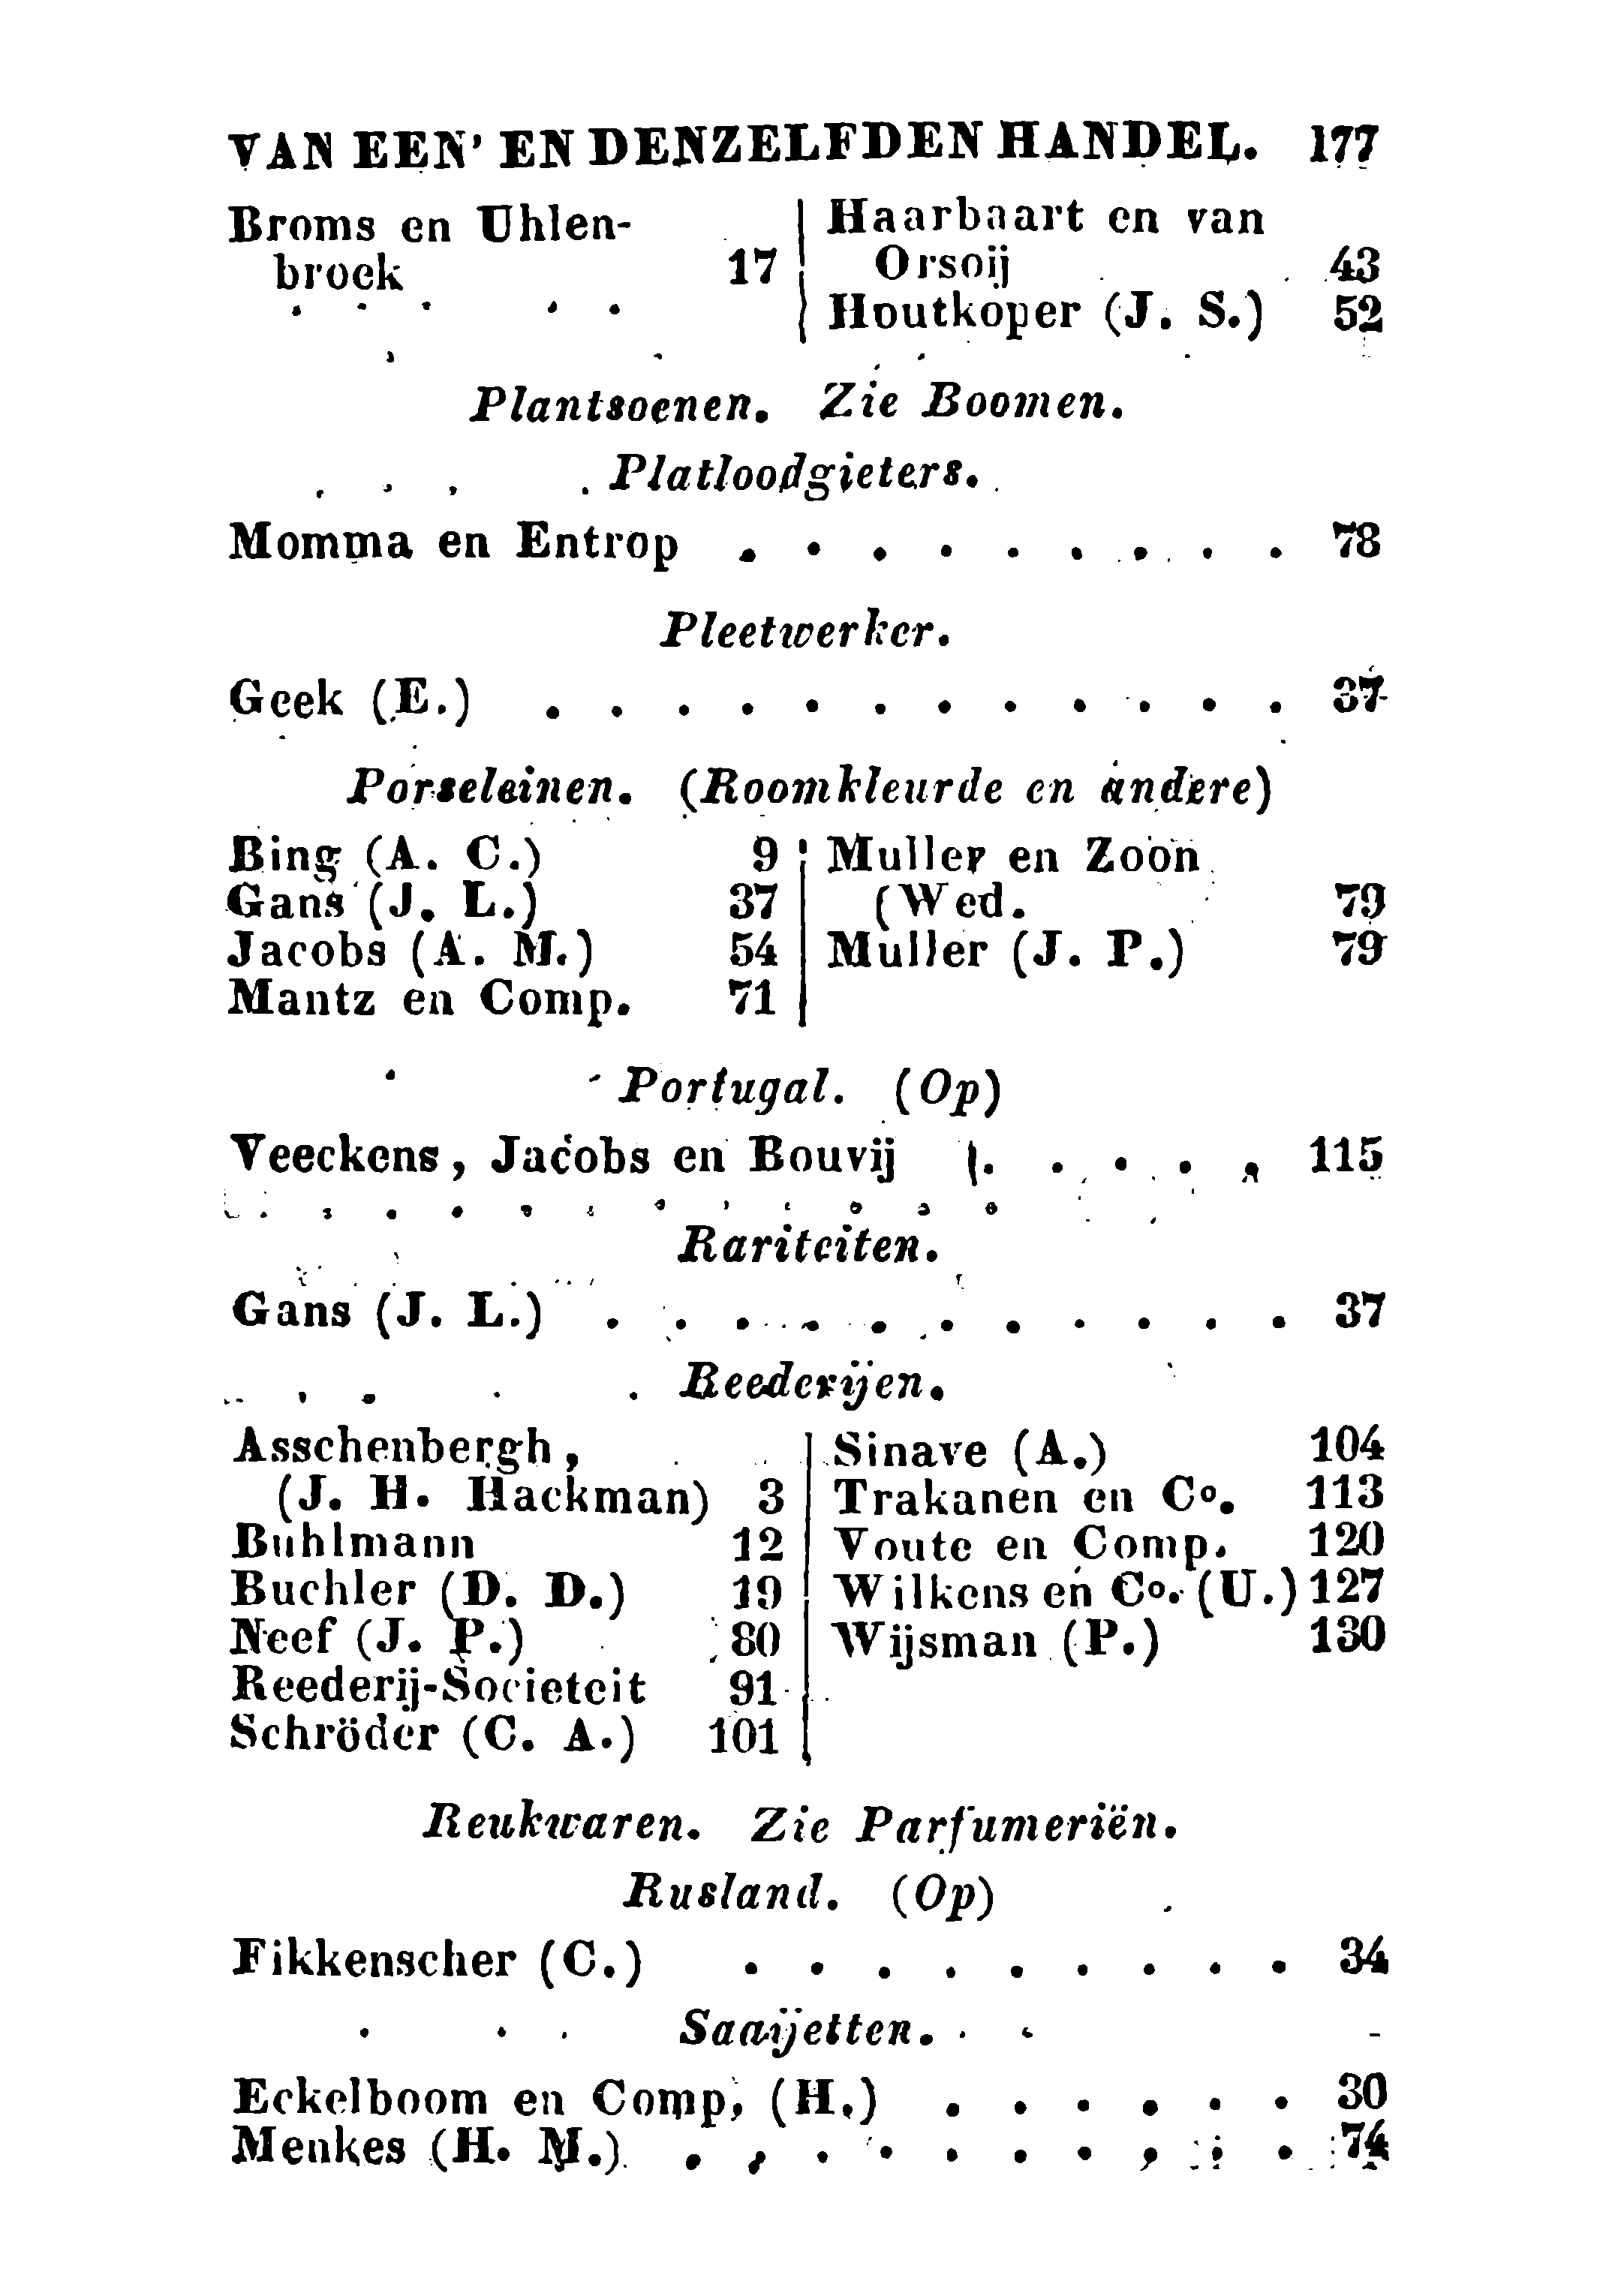 VAN EEN' EN DENZELFDEN HANDEL. 177
Broms en Uhlen-
broek 17
Haarbaart en van
Orsoij 43
Houtkoper (J. S.) 52
Plantsoenen. Zie Boomen.
Platloodgieters.
Momma en Entrop . . . . . . . . . 78
Pleetwerker.
Geek (E.) . . . . . . . . . . . . 37
Porseleinen. (Roomkleurde en andere)
Bing (A. C.) 9
Gans (J. L.) 37
Jacobs (A. M.) 54
Mantz en Comp. 71
Muller en Zoon
(Wed. 79
Muller (J. P.) 79
Portugal. (Op)
Veeckens, Jacobs en Bouvij . . . . . 115
Rariteiten.
Gans (J. L.) . . . . . . . . . . . 37
Reederijen.
Asschenbergh,
(J. H. Hackman) 3
Buhlmann 12
Buchler (D. D.) 19
Neef (J. P.) 80
Reederij-Societeit 91
Schröder (C. A.) 101
Sinave (A.) 104
Trakanen en Co. 113
Voute en Comp. 120
Wilkens en Co. (U.) 127
Wijsman (P.) 130
Reukwaren. Zie Parfumeriën.
Rusland. (Op)
Fikkenscher (C.) . . . . . . . . . 34
Saaijetten.
Eckelboom en Comp, (H.) . . . . . . 30
Menkes (H. M.) . . . . . . . . . . 74